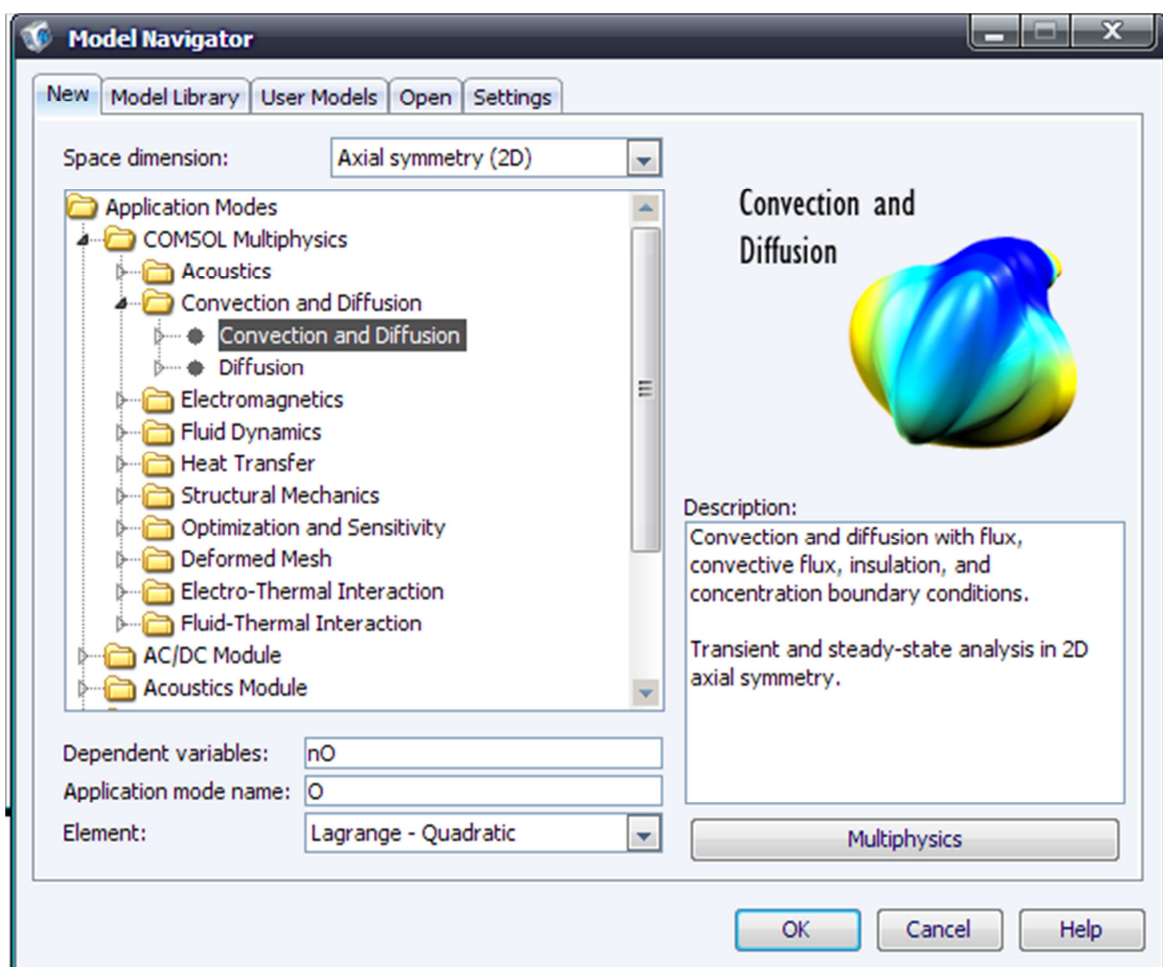 Model Navigator
New Model Library User Models Open Settings
Space dimension: Axial symmetry (2D)
Application Modes
COMSOL Multiphysics
Acoustics
Convection and Diffusion
Convection and Diffusion
Diffusion
Electromagnetics
Fluid Dynamics
Heat Transfer
Structural Mechanics
Optimization and Sensitivity
Deformed Mesh
Electro-Thermal Interaction
Fluid-Thermal Interaction
AC/DC Module
Acoustics Module
Dependent variables: nO
Application mode name: O
Element: Lagrange - Quadratic
Convection and
Diffusion
Description:
Convection and diffusion with flux,
convective flux, insulation, and
concentration boundary conditions.
Transient and steady-state analysis in 2D
axial symmetry.
Multiphysics
OK Cancel Help